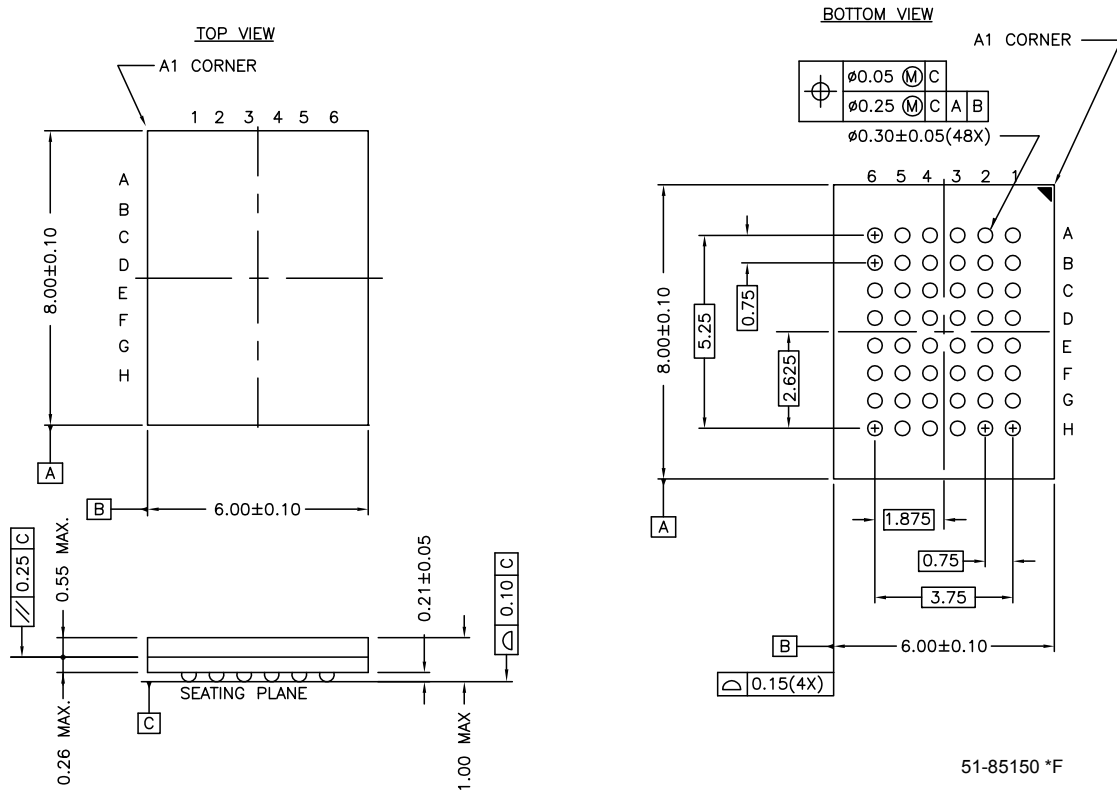 TOP VIEW
A1 CORNER
1 2 3 4 5 6
A
B
C
D
E
F
G
H
8.00±0.10
A
B
6.00±0.10
// 0.25 C
0.55 MAX.
0.21±0.05
⌓ 0.10 C
SEATING PLANE
C
0.26 MAX.
1.00 MAX
BOTTOM VIEW
A1 CORNER
⌖ ⌀0.05 Ⓜ C
⌀0.25 Ⓜ C A B
⌀0.30±0.05(48X)
6 5 4 3 2 1
A
B
C
D
E
F
G
H
8.00±0.10
5.25
0.75
2.625
A
1.875
0.75
3.75
B
6.00±0.10
⌓ 0.15(4X)
51-85150 *F